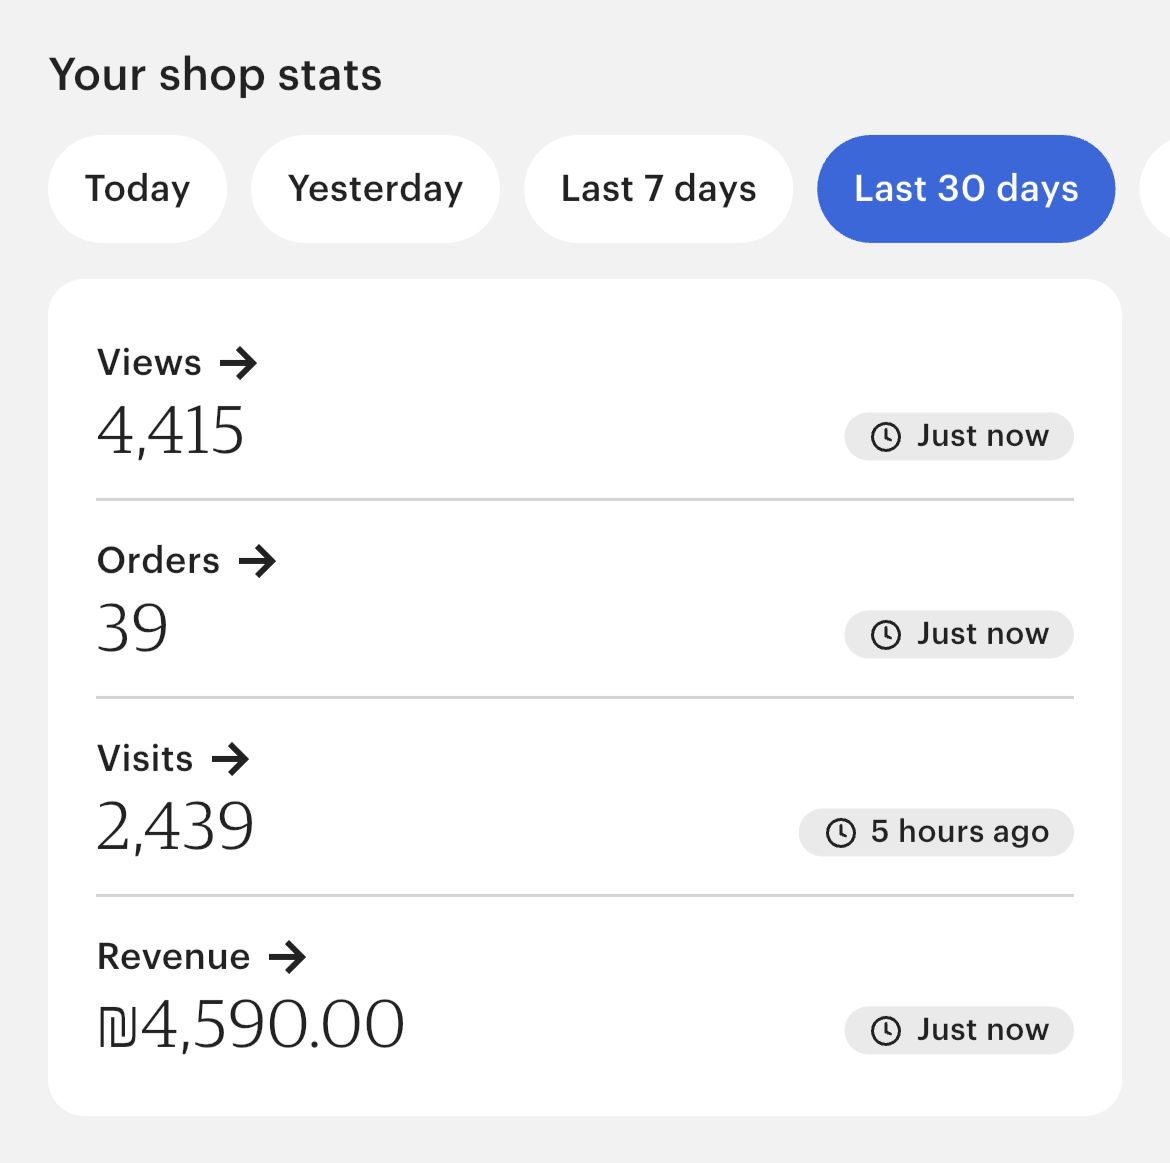 Your shop stats
Today Yesterday Last 7 days Last 30 days
Views →
4,415
Just now
Orders →
39
Just now
Visits →
2,439
5 hours ago
Revenue →
₪4,590.00
Just now